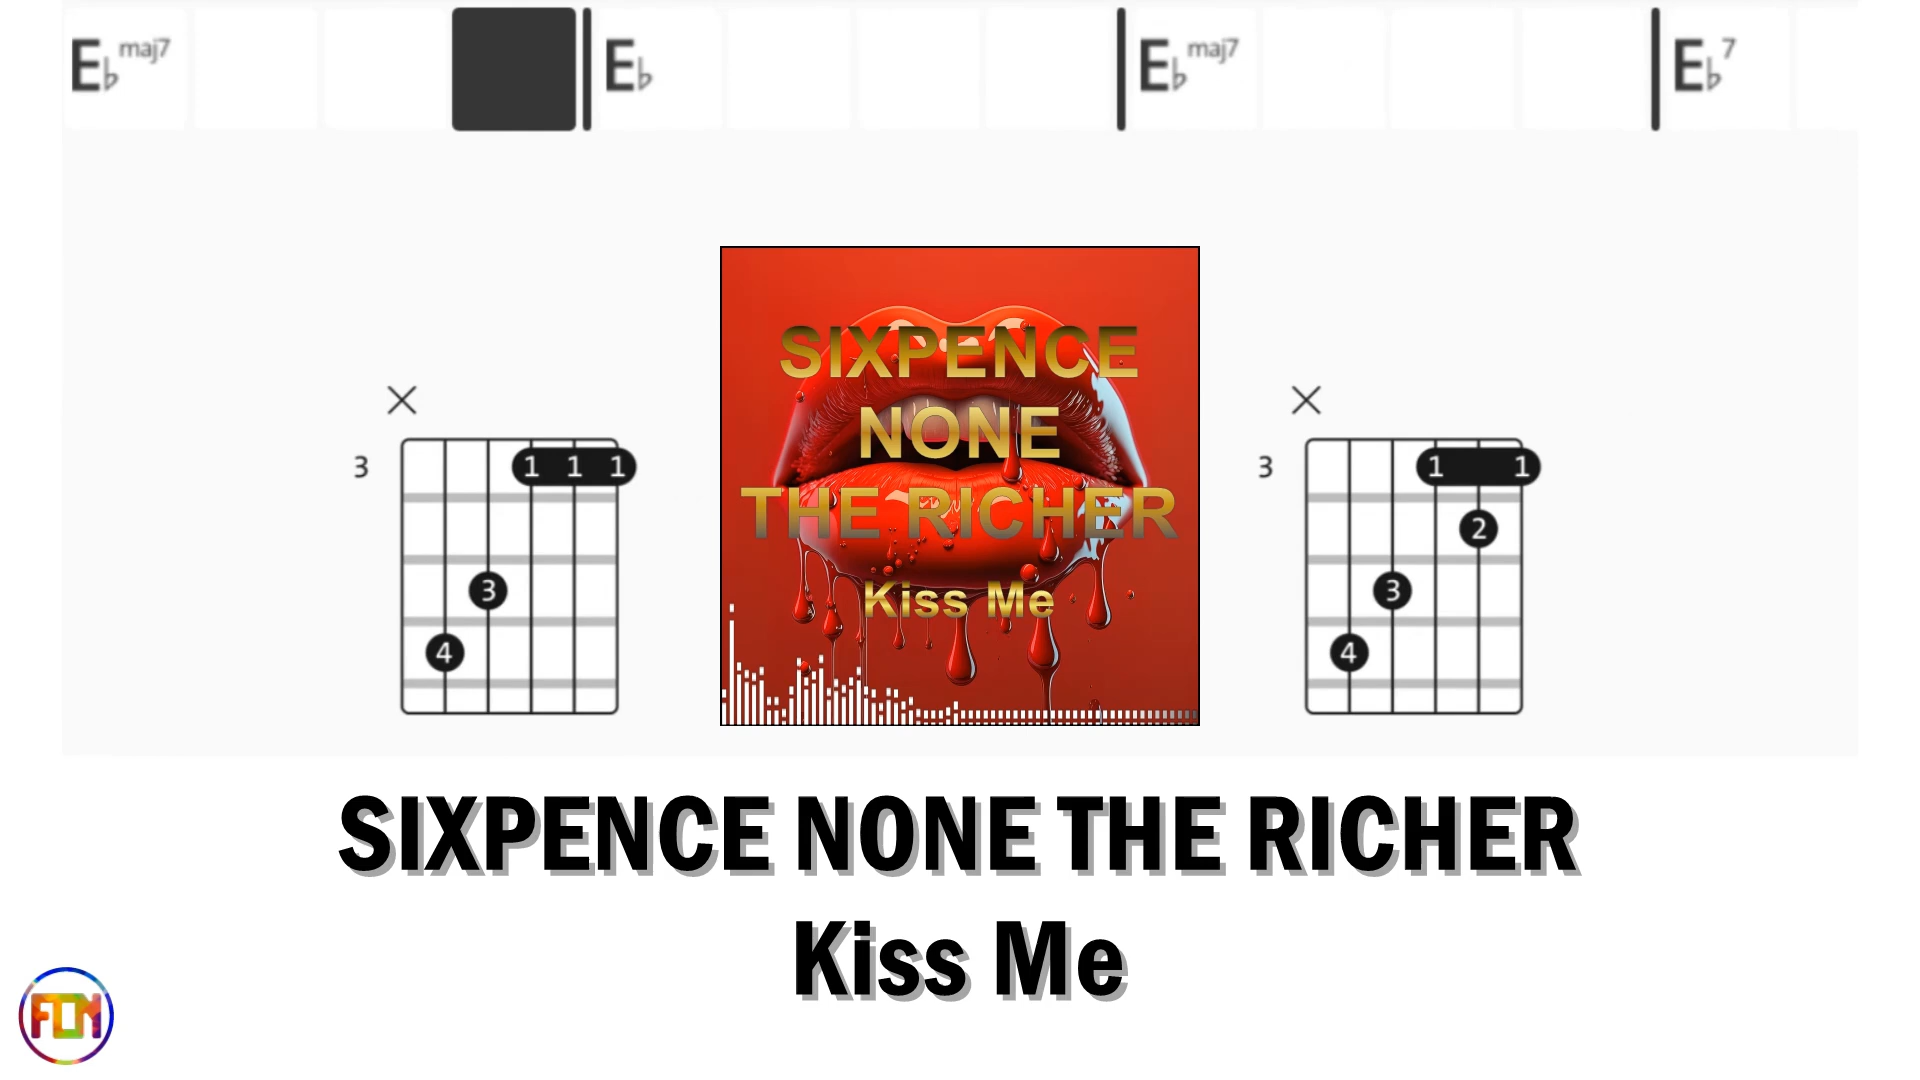 E♭maj7 E♭ E♭maj7 E♭7
× ×
3 1 1 1 3 1 1
2
3 3
4 4
SIXPENCE
NONE
THE RICHER
Kiss Me
SIXPENCE NONE THE RICHER
Kiss Me
FOM